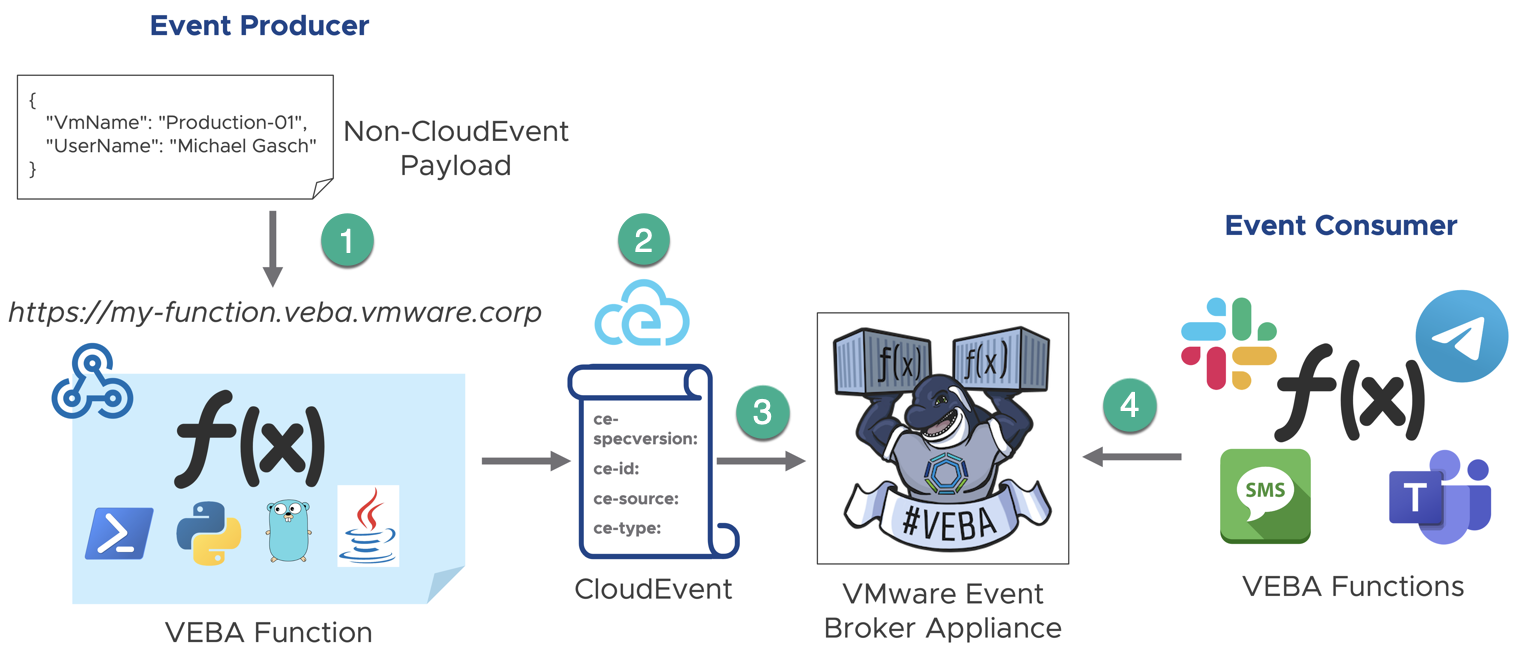 Event Producer
{
"VmName": "Production-01",
"UserName": "Michael Gasch"
}
Non-CloudEvent
Payload
1
https://my-function.veba.vmware.corp
f(x)
VEBA Function
2
ce-
specversion:
ce-id:
ce-source:
ce-type:
CloudEvent
3
f(x)
f(x)
#VEBA
VMware Event
Broker Appliance
4
Event Consumer
f(x)
SMS
T
VEBA Functions